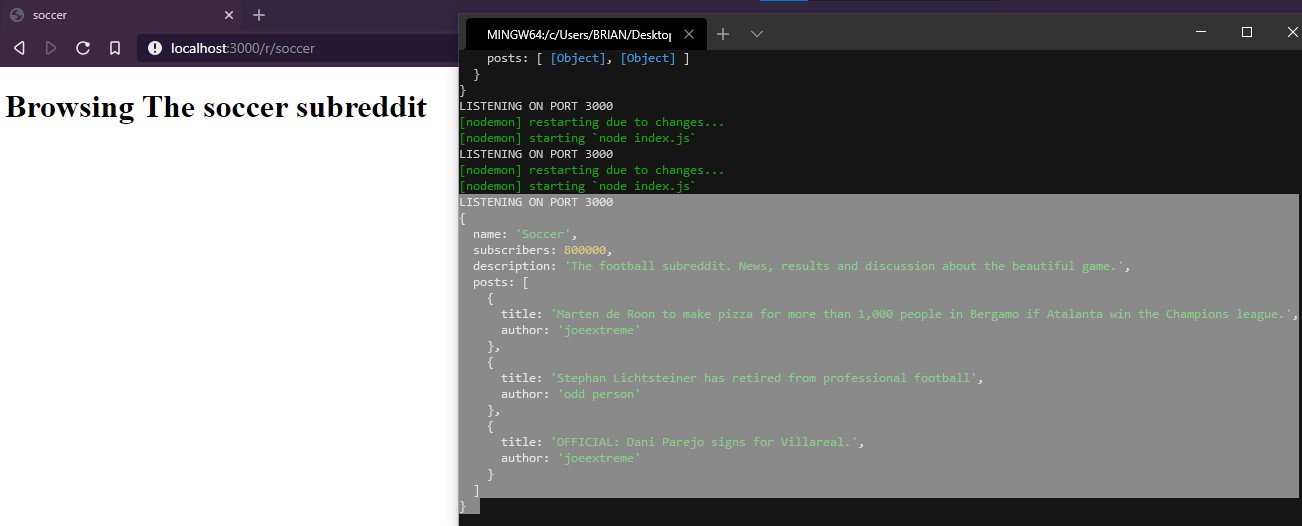 soccer
localhost:3000/r/soccer
Browsing The soccer subreddit
MINGW64:/c/Users/BRIAN/Desktop
posts: [ [Object], [Object] ]
}
}
LISTENING ON PORT 3000
[nodemon] restarting due to changes...
[nodemon] starting `node index.js`
LISTENING ON PORT 3000
[nodemon] restarting due to changes...
[nodemon] starting `node index.js`
LISTENING ON PORT 3000
{
name: 'Soccer',
subscribers: 800000,
description: 'The football subreddit. News, results and discussion about the beautiful game.',
posts: [
{
title: 'Marten de Roon to make pizza for more than 1,000 people in Bergamo if Atalanta win the Champions league.',
author: 'joeextreme'
},
{
title: 'Stephan Lichtsteiner has retired from professional football',
author: 'odd person'
},
{
title: 'OFFICIAL: Dani Parejo signs for Villareal.',
author: 'joeextreme'
}
]
}